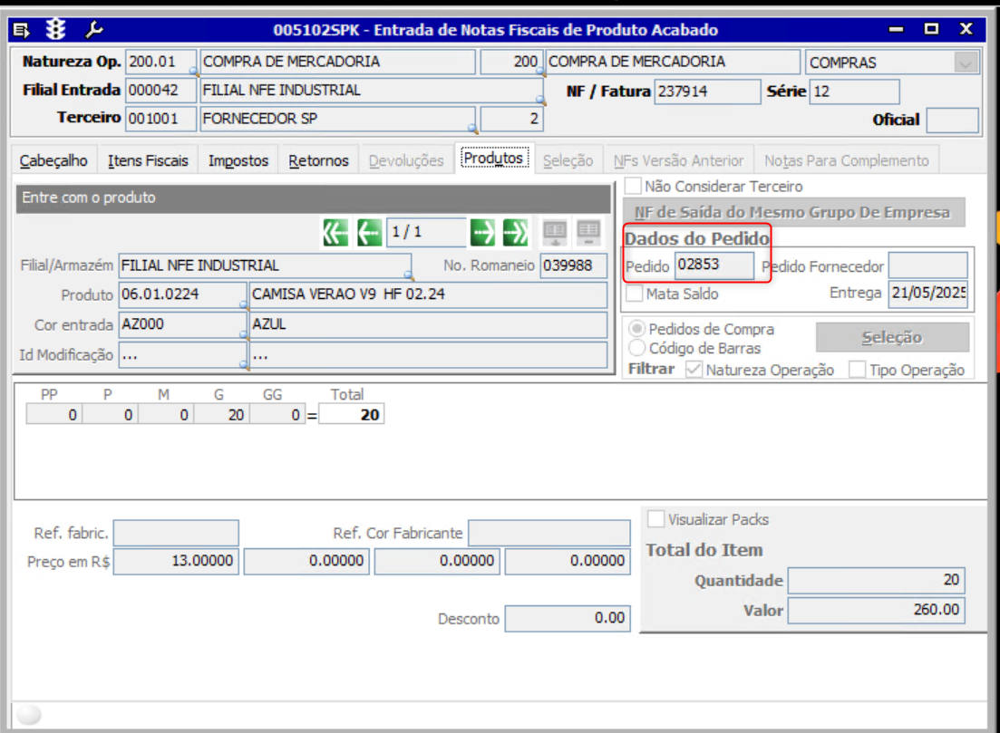 005102SPK - Entrada de Notas Fiscais de Produto Acabado
Natureza Op. 200.01 COMPRA DE MERCADORIA 200 COMPRA DE MERCADORIA COMPRAS
Filial Entrada 000042 FILIAL NFE INDUSTRIAL NF / Fatura 237914 Série 12
Terceiro 001001 FORNECEDOR SP 2 Oficial
Cabeçalho Itens Fiscais Impostos Retornos Devoluções Produtos Seleção NFs Versão Anterior Notas Para Complemento
Entre com o produto
Não Considerar Terceiro
NF de Saída do Mesmo Grupo De Empresa
1 / 1
Dados do Pedido
Filial/Armazém FILIAL NFE INDUSTRIAL No. Romaneio 039988
Pedido 02853 Pedido Fornecedor
Produto 06.01.0224 CAMISA VERAO V9 HF 02.24
Mata Saldo Entrega 21/05/2025
Cor entrada AZ000 AZUL
Pedidos de Compra
Código de Barras
Seleção
Id Modificação ... ...
Filtrar Natureza Operação Tipo Operação
PP P M G GG Total
0 0 0 20 0 = 20
Ref. fabric. Ref. Cor Fabricante
Visualizar Packs
Preço em R$ 13.00000 0.00000 0.00000 0.00000
Total do Item
Quantidade 20
Desconto 0.00
Valor 260.00